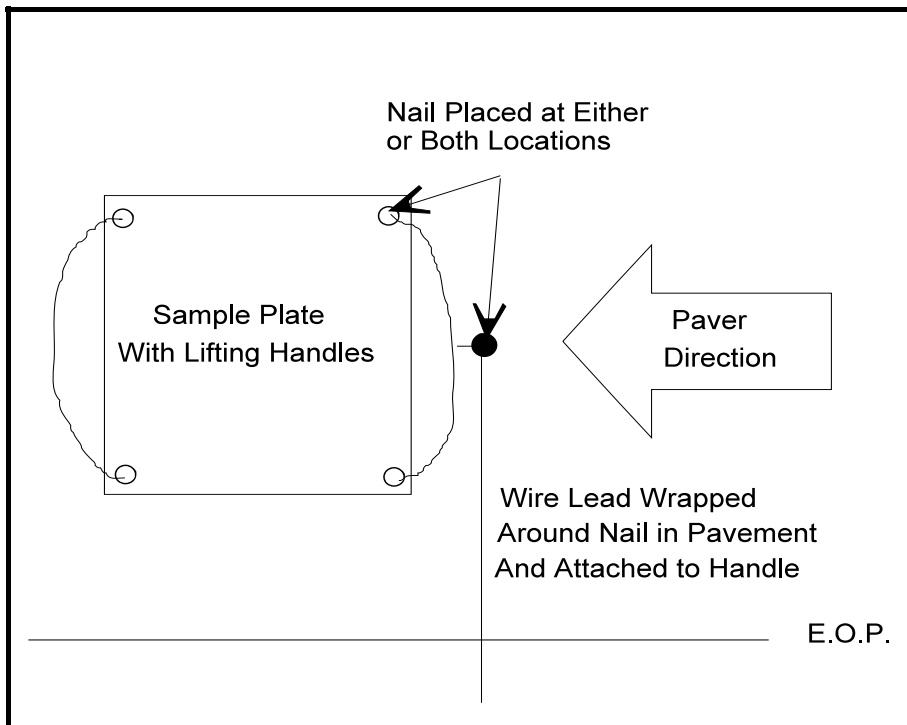 Nail Placed at Either
or Both Locations
Sample Plate
With Lifting Handles
Paver
Direction
Wire Lead Wrapped
Around Nail in Pavement
And Attached to Handle
E.O.P.